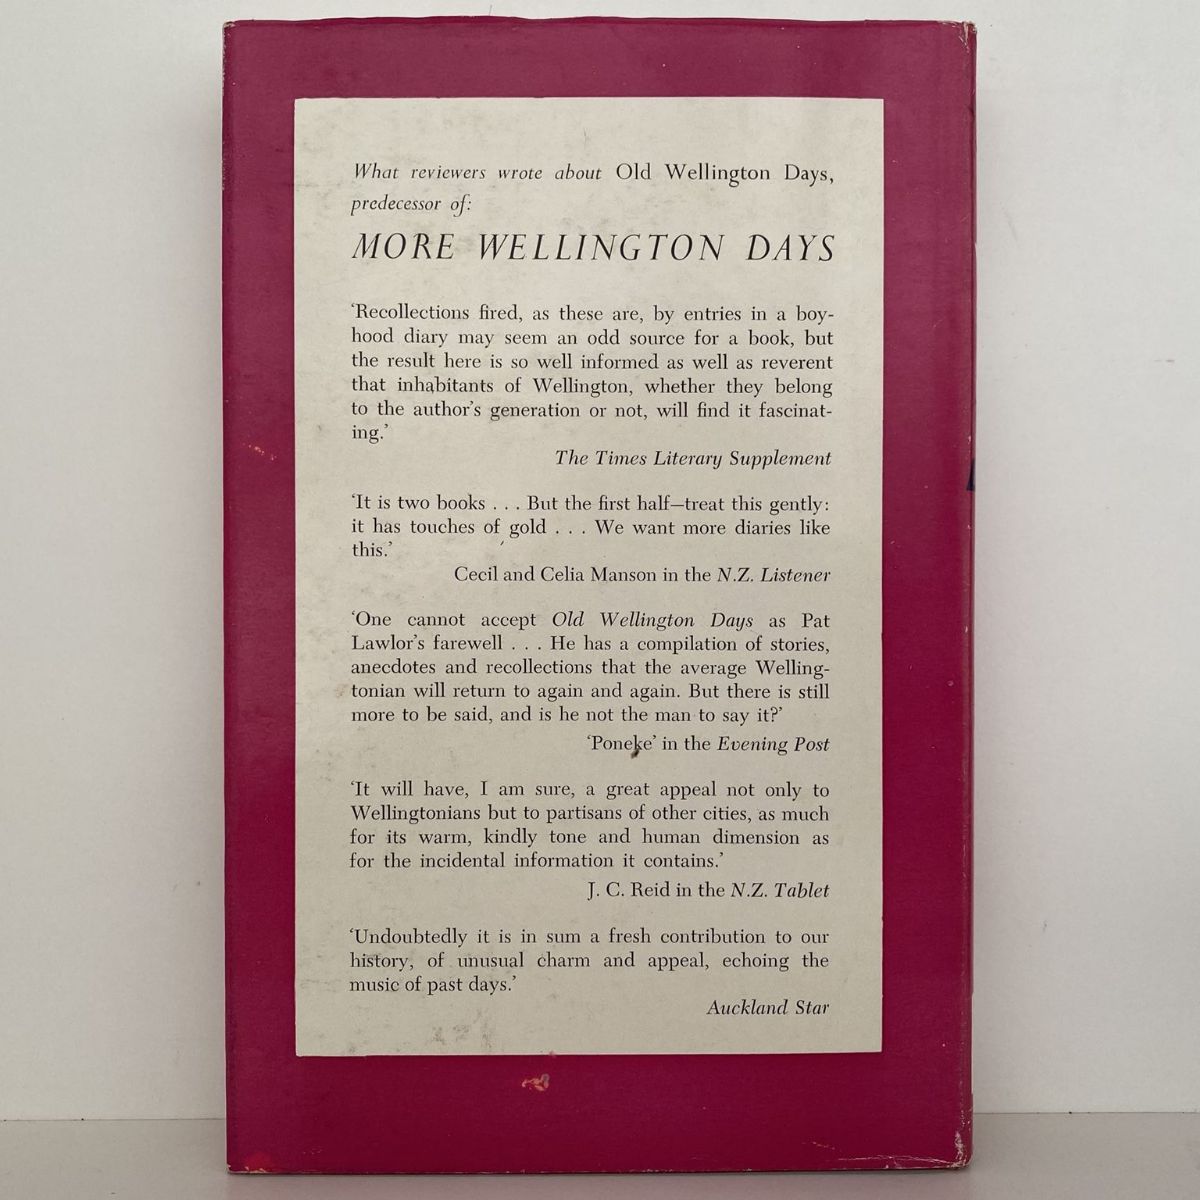 What reviewers wrote about Old Wellington Days,
predecessor of:
MORE WELLINGTON DAYS
‘Recollections fired, as these are, by entries in a boy-
hood diary may seem an odd source for a book, but
the result here is so well informed as well as reverent
that inhabitants of Wellington, whether they belong
to the author’s generation or not, will find it fascinat-
ing.’
The Times Literary Supplement
‘It is two books . . . But the first half—treat this gently:
it has touches of gold . . . We want more diaries like
this.’
Cecil and Celia Manson in the N.Z. Listener
‘One cannot accept Old Wellington Days as Pat
Lawlor’s farewell . . . He has a compilation of stories,
anecdotes and recollections that the average Welling-
tonian will return to again and again. But there is still
more to be said, and is he not the man to say it?’
‘Poneke’ in the Evening Post
‘It will have, I am sure, a great appeal not only to
Wellingtonians but to partisans of other cities, as much
for its warm, kindly tone and human dimension as
for the incidental information it contains.’
J. C. Reid in the N.Z. Tablet
‘Undoubtedly it is in sum a fresh contribution to our
history, of unusual charm and appeal, echoing the
music of past days.’
Auckland Star